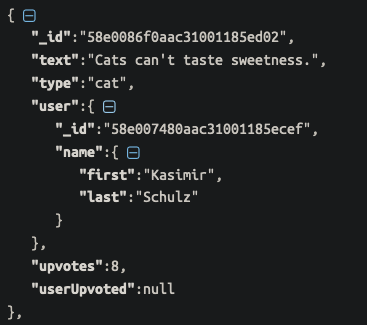 {
"_id":"58e0086f0aac31001185ed02",
"text":"Cats can't taste sweetness.",
"type":"cat",
"user":{
"_id":"58e007480aac31001185ecef",
"name":{
"first":"Kasimir",
"last":"Schulz"
}
},
"upvotes":8,
"userUpvoted":null
},